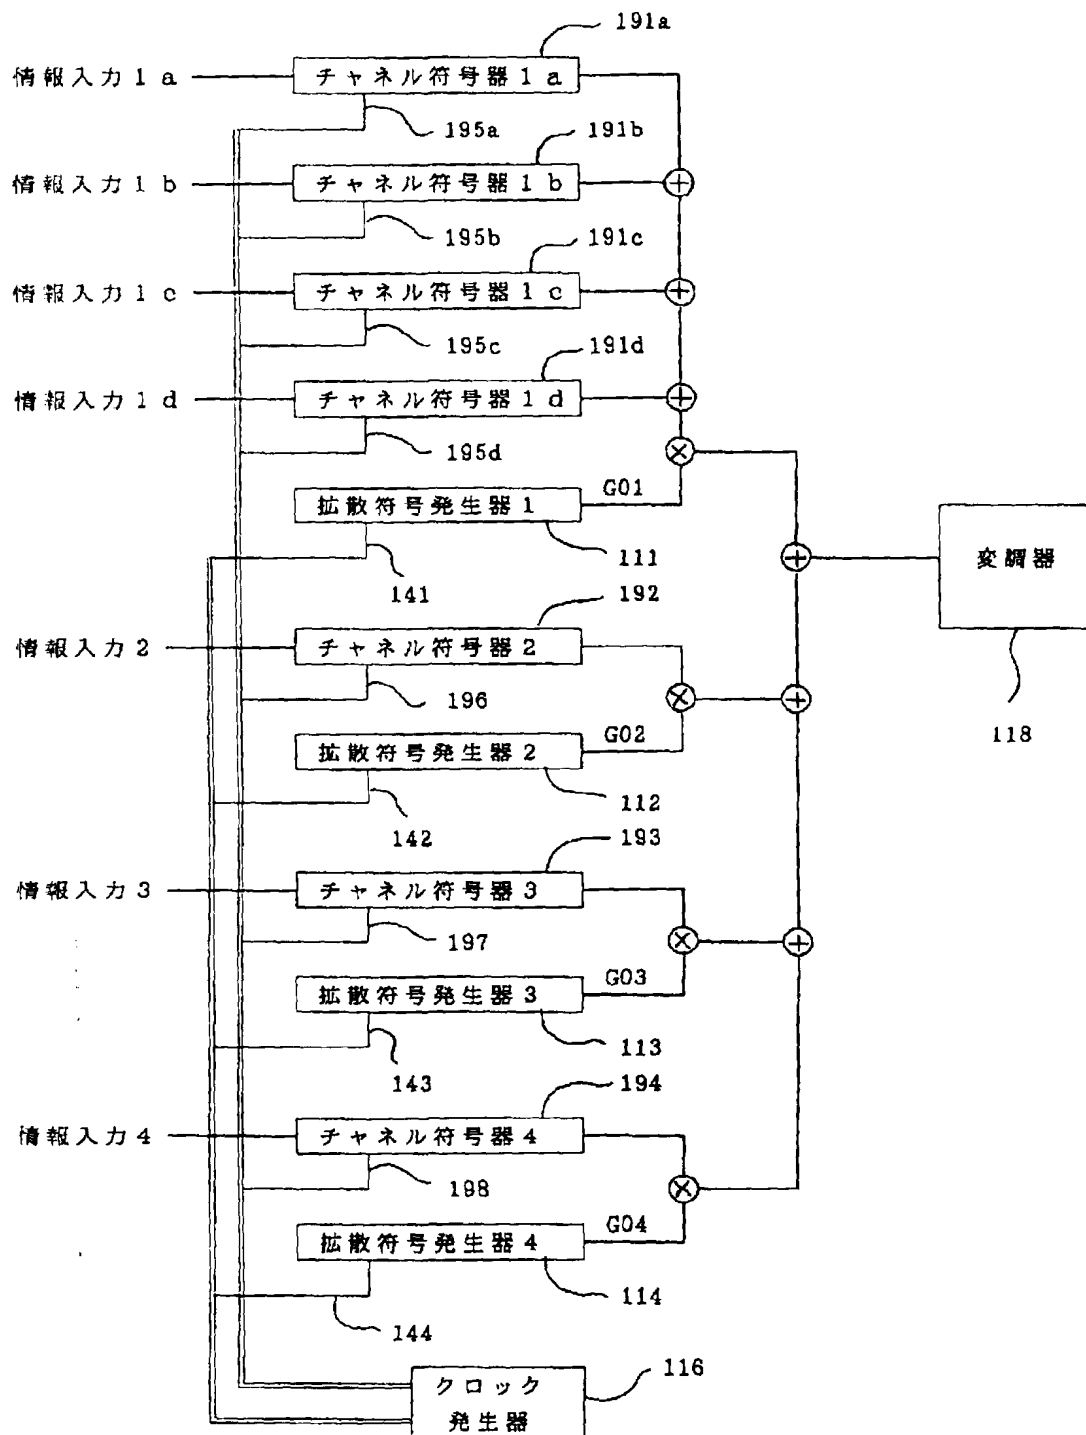 191a
情報入力1a
チャネル符号器1a
195a
191b
情報入力1b
チャネル符号器1b
195b
191c
情報入力1c
チャネル符号器1c
195c
191d
情報入力1d
チャネル符号器1d
195d
拡散符号発生器1
G01
111
141
変調器
118
192
情報入力2
チャネル符号器2
196
拡散符号発生器2
G02
112
142
193
情報入力3
チャネル符号器3
197
拡散符号発生器3
G03
113
143
194
情報入力4
チャネル符号器4
198
拡散符号発生器4
G04
114
144
116
クロック
発生器